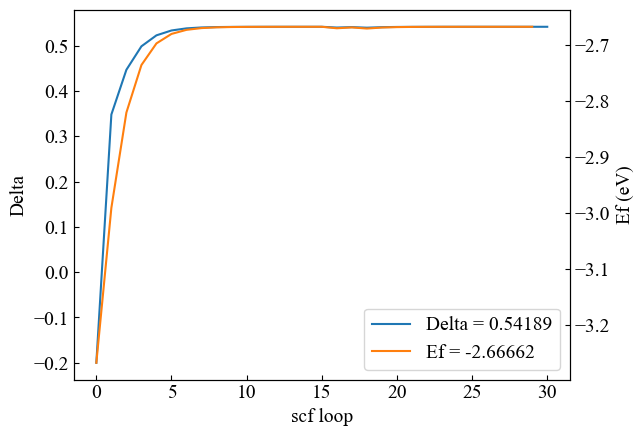 0.5
0.4
0.3
0.2
0.1
0.0
−0.1
−0.2
Delta
−2.7
−2.8
−2.9
−3.0
−3.1
−3.2
Ef (eV)
Delta = 0.54189
Ef = -2.66662
0 5 10 15 20 25 30
scf loop